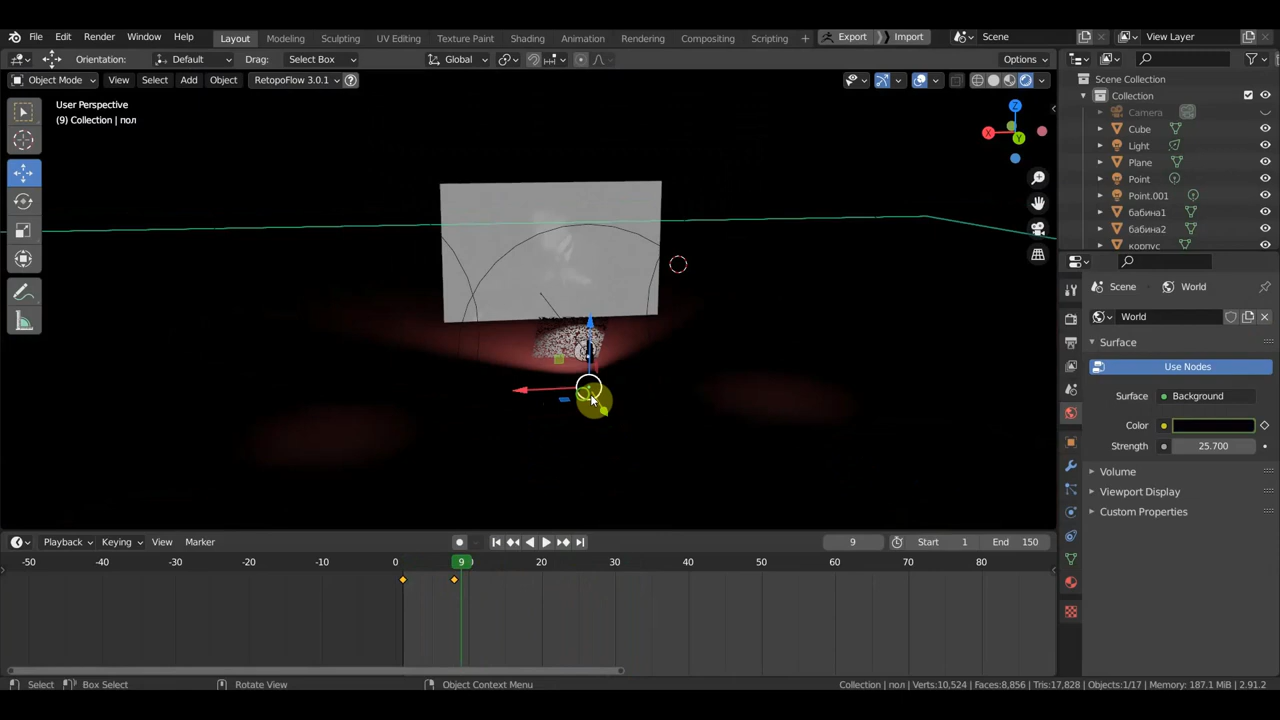 File Edit Render Window Help Layout Modeling Sculpting UV Editing Texture Paint Shading Animation Rendering Compositing Scripting + Export Import Scene View Layer
Orientation: Default Drag: Select Box Global Options
Object Mode View Select Add Object RetopoFlow 3.0.1
Scene Collection
Collection
Camera
Cube
Light
Plane
Point
Point.001
бабина1
бабина2
корпус
User Perspective
(9) Collection | пол
Z
X
Y
Scene World
World
Surface
Use Nodes
Surface Background
Color
Strength 25.700
Volume
Viewport Display
Custom Properties
Playback Keying View Marker 9 Start 1 End 150
-50 -40 -30 -20 -10 0 9 20 30 40 50 60 70 80
Select Box Select Rotate View Object Context Menu Collection | пол | Verts:10,524 | Faces:8,856 | Tris:17,828 | Objects:1/17 | Memory: 187.1 MiB | 2.91.2